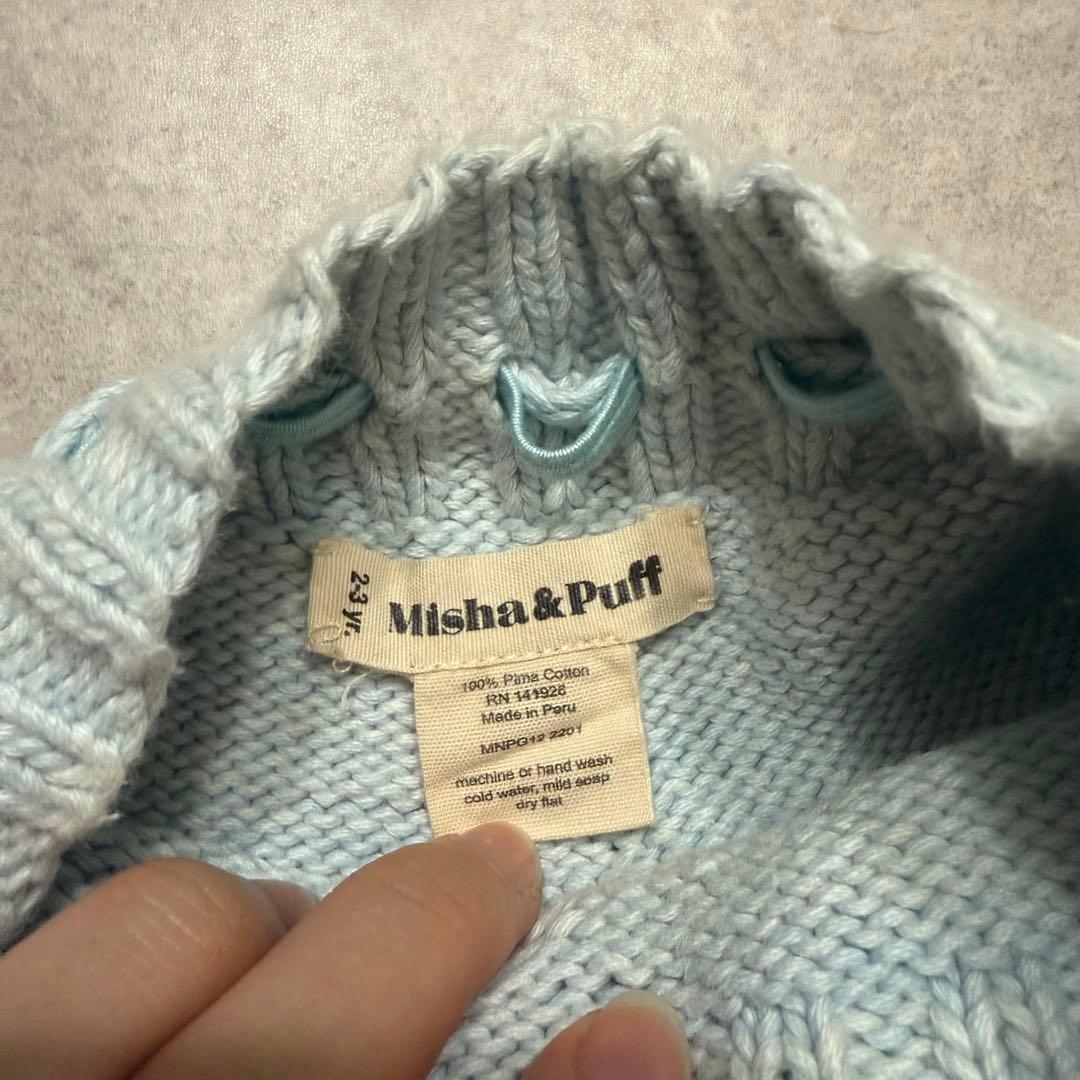 2-3 yr.
Misha & Puff
100% Pima Cotton
RN 141926
Made in Peru
MNPG12 2201
machine or hand wash
cold water, mild soap
dry flat